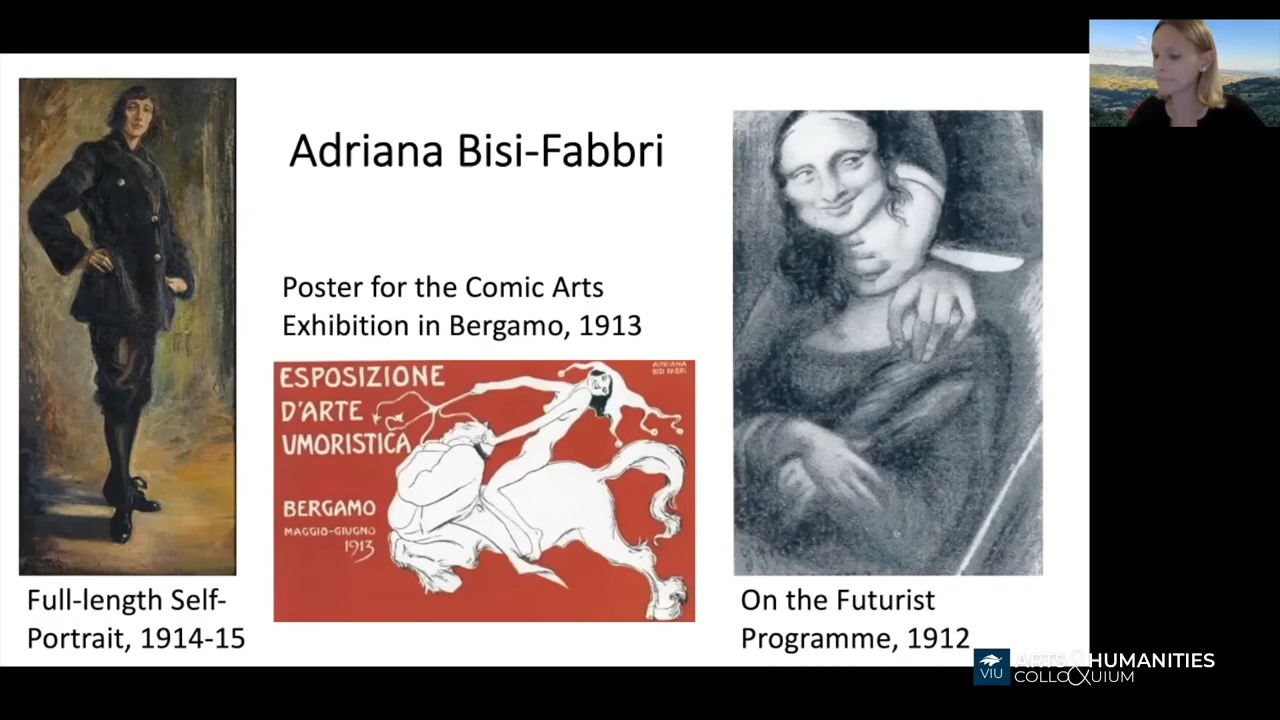 Adriana Bisi-Fabbri
Poster for the Comic Arts
Exhibition in Bergamo, 1913
ESPOSIZIONE
D'ARTE
UMORISTICA
BERGAMO
MAGGIO-GIUGNO
1913
ADRIANA
BISI FABBRI
Full-length Self-
Portrait, 1914-15
On the Futurist
Programme, 1912
VIU
ARTS & HUMANITIES
COLLOQUIUM